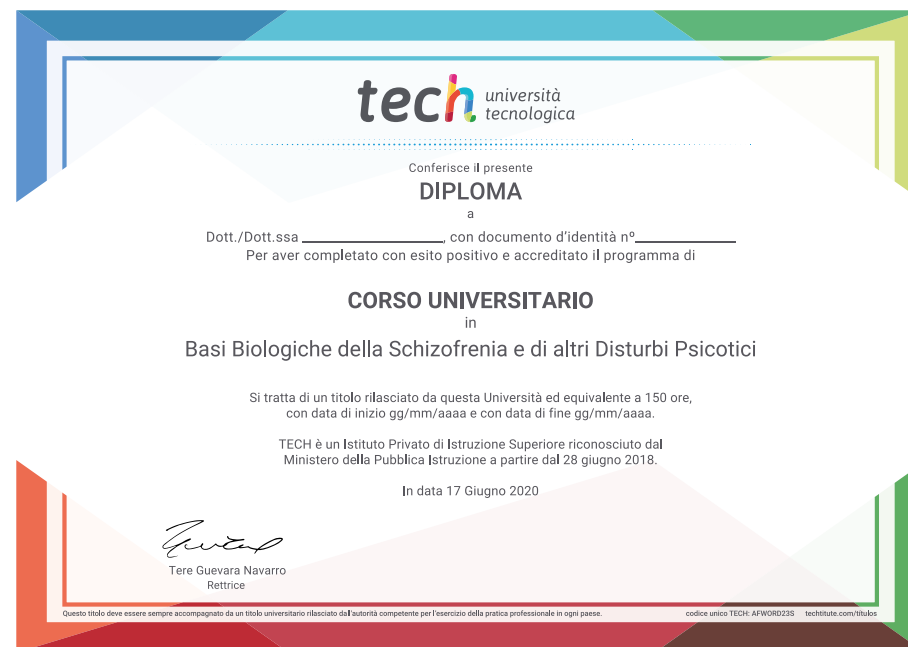 tech università
tecnologica
Conferisce il presente
DIPLOMA
a
Dott./Dott.ssa ____________________, con documento d'identità nº______________
Per aver completato con esito positivo e accreditato il programma di
CORSO UNIVERSITARIO
in
Basi Biologiche della Schizofrenia e di altri Disturbi Psicotici
Si tratta di un titolo rilasciato da questa Università ed equivalente a 150 ore,
con data di inizio gg/mm/aaaa e con data di fine gg/mm/aaaa.
TECH è un Istituto Privato di Istruzione Superiore riconosciuto dal
Ministero della Pubblica Istruzione a partire dal 28 giugno 2018.
In data 17 Giugno 2020
Tere Guevara Navarro
Rettrice
Questo titolo deve essere sempre accompagnato da un titolo universitario rilasciato dall'autorità competente per l'esercizio della pratica professionale in ogni paese. codice unico TECH: AFWORD23S techtitute.com/títulos